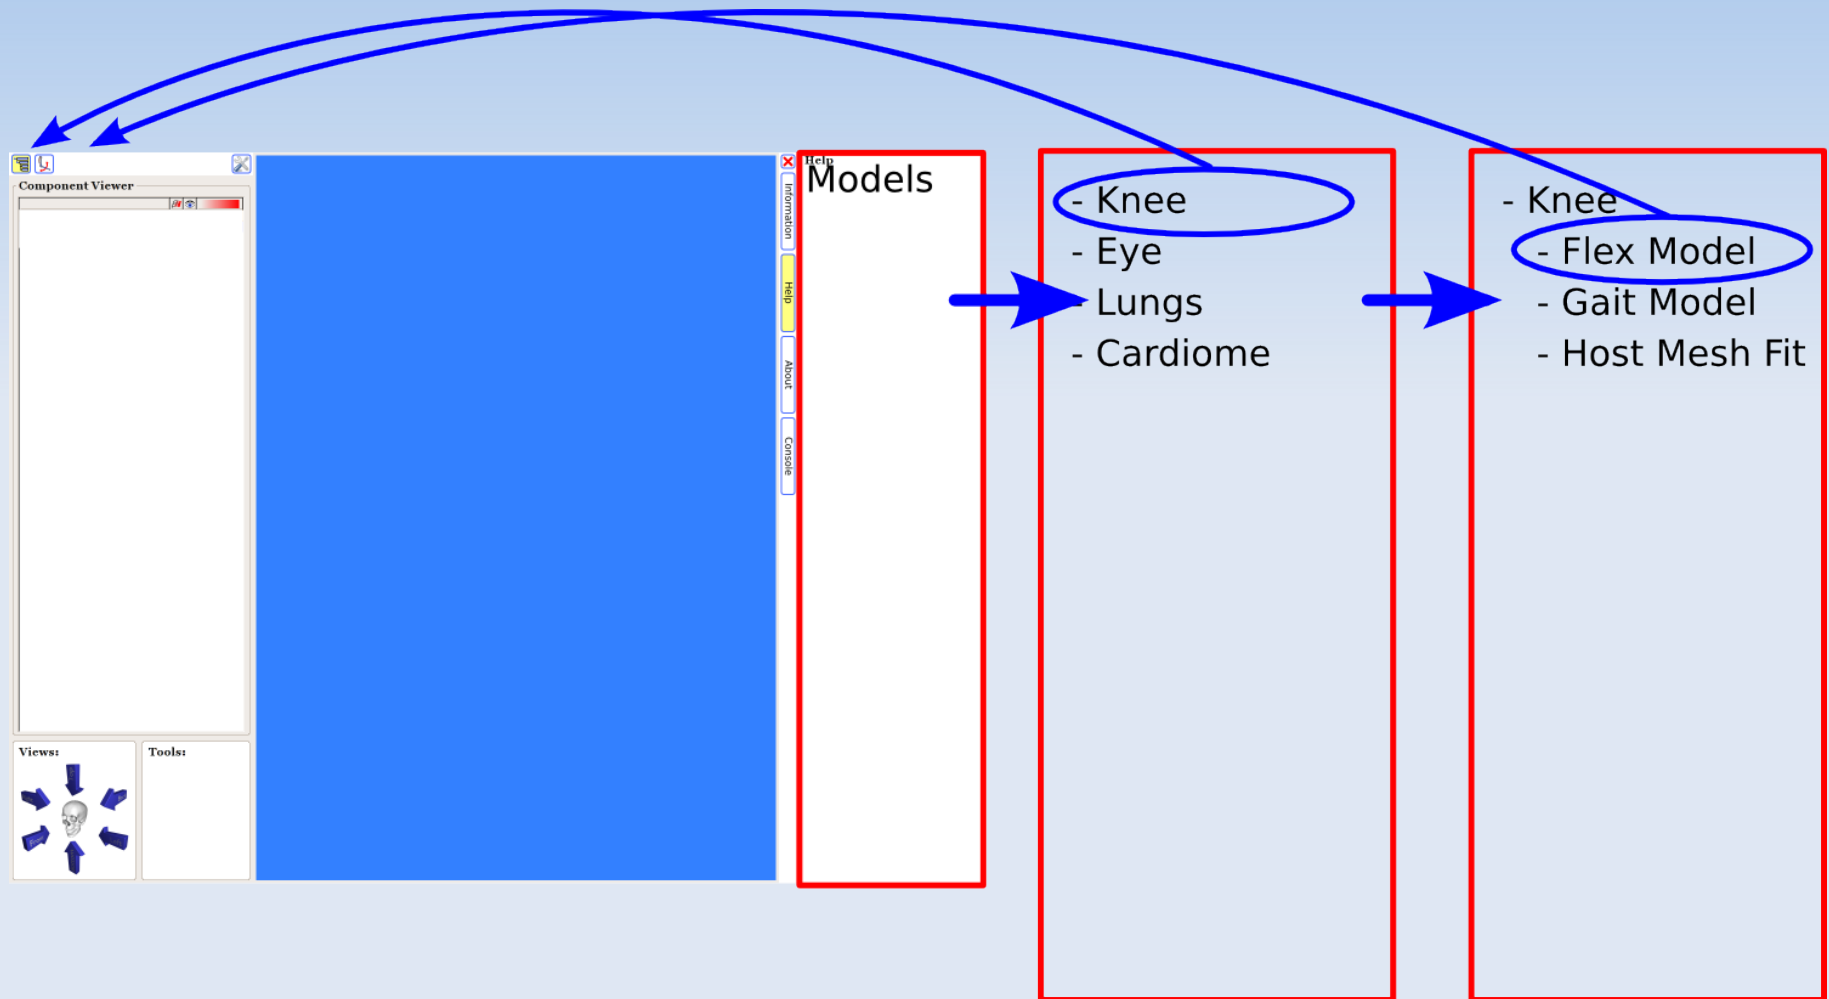 Component Viewer
Views:
Tools:
Information
Help
About
Console
Help
Models
- Knee
- Eye
- Lungs
- Cardiome
- Knee
- Flex Model
- Gait Model
- Host Mesh Fit